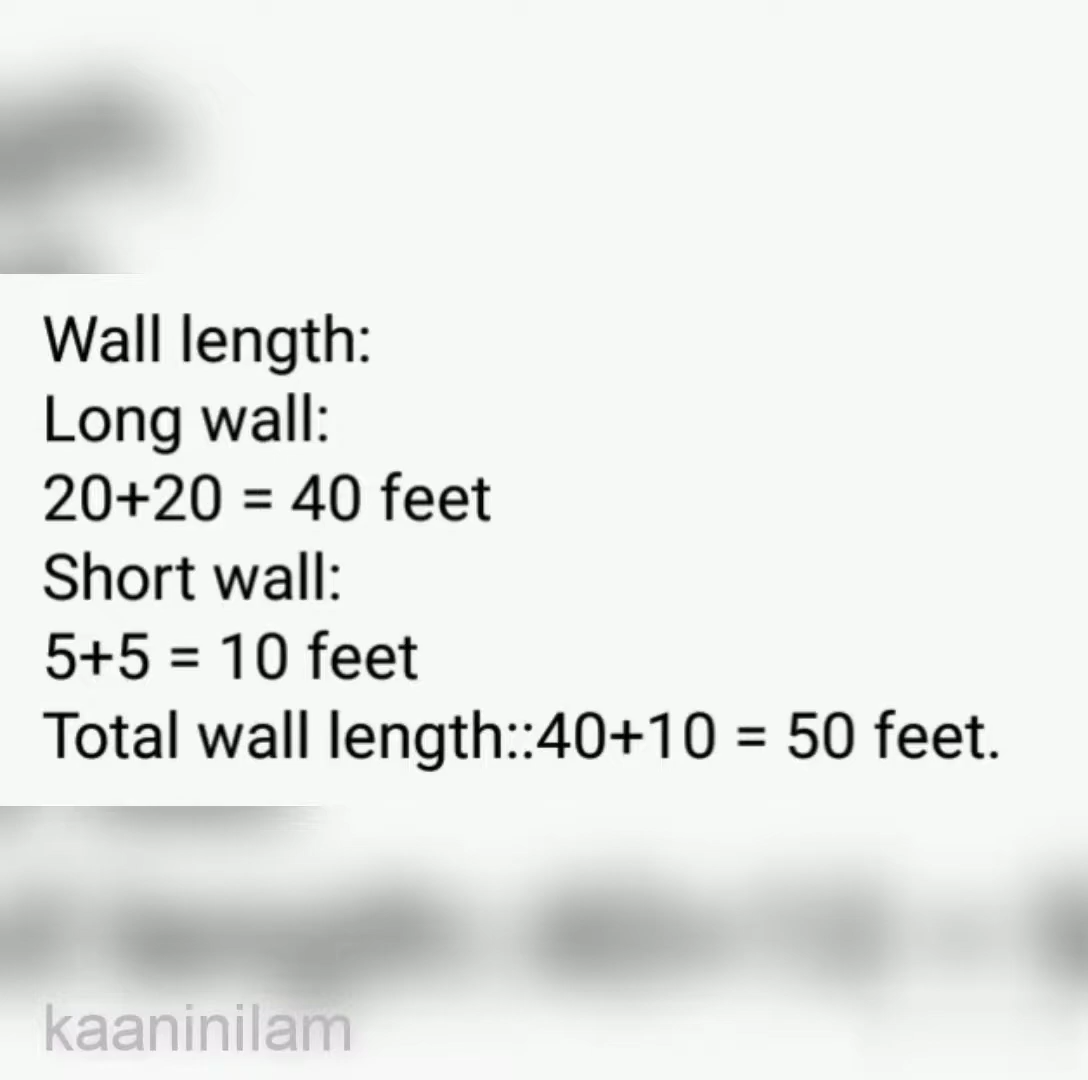 Wall length:
Long wall:
20+20 = 40 feet
Short wall:
5+5 = 10 feet
Total wall length::40+10 = 50 feet.
kaaninilam